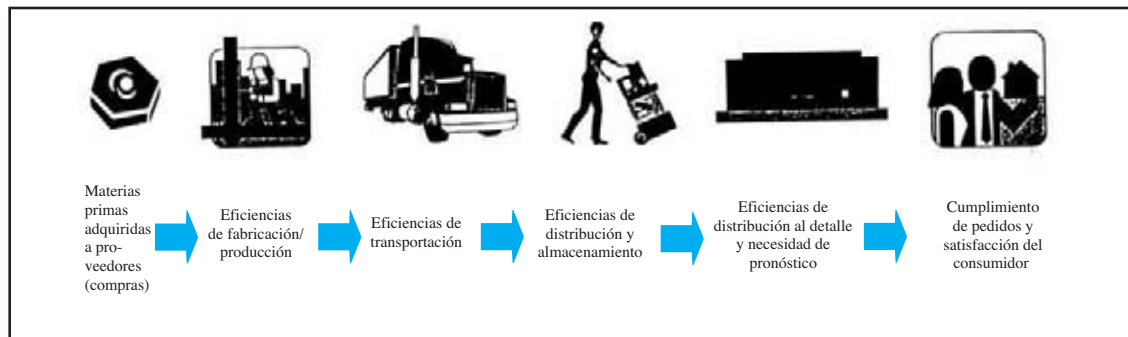 Materias
primas
adquiridas
a pro-
veedores
(compras)
Eficiencias
de fabricación/
producción
Eficiencias de
transportación
Eficiencias de
distribución y
almacenamiento
Eficiencias de
distribución al detalle
y necesidad de
pronóstico
Cumplimiento
de pedidos y
satisfacción del
consumidor